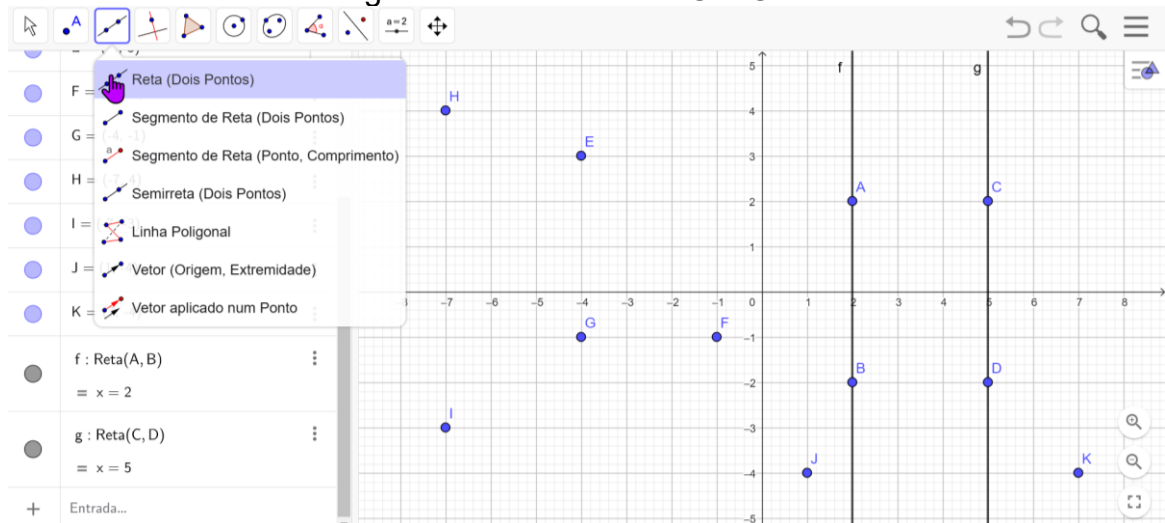 A
a=2
F =
G = (-4, -1)
H = (-7, 4)
I =
J =
K =
Reta (Dois Pontos)
Segmento de Reta (Dois Pontos)
a
Segmento de Reta (Ponto, Comprimento)
Semirreta (Dois Pontos)
Linha Poligonal
Vetor (Origem, Extremidade)
Vetor aplicado num Ponto
f : Reta(A, B)
= x = 2
g : Reta(C, D)
= x = 5
+ Entrada...
f g
H
E
A C
G F
B D
I
J K
5
4
3
2
1
−7 −6 −5 −4 −3 −2 −1 0 1 2 3 4 5 6 7 8
−1
−2
−3
−4
−5